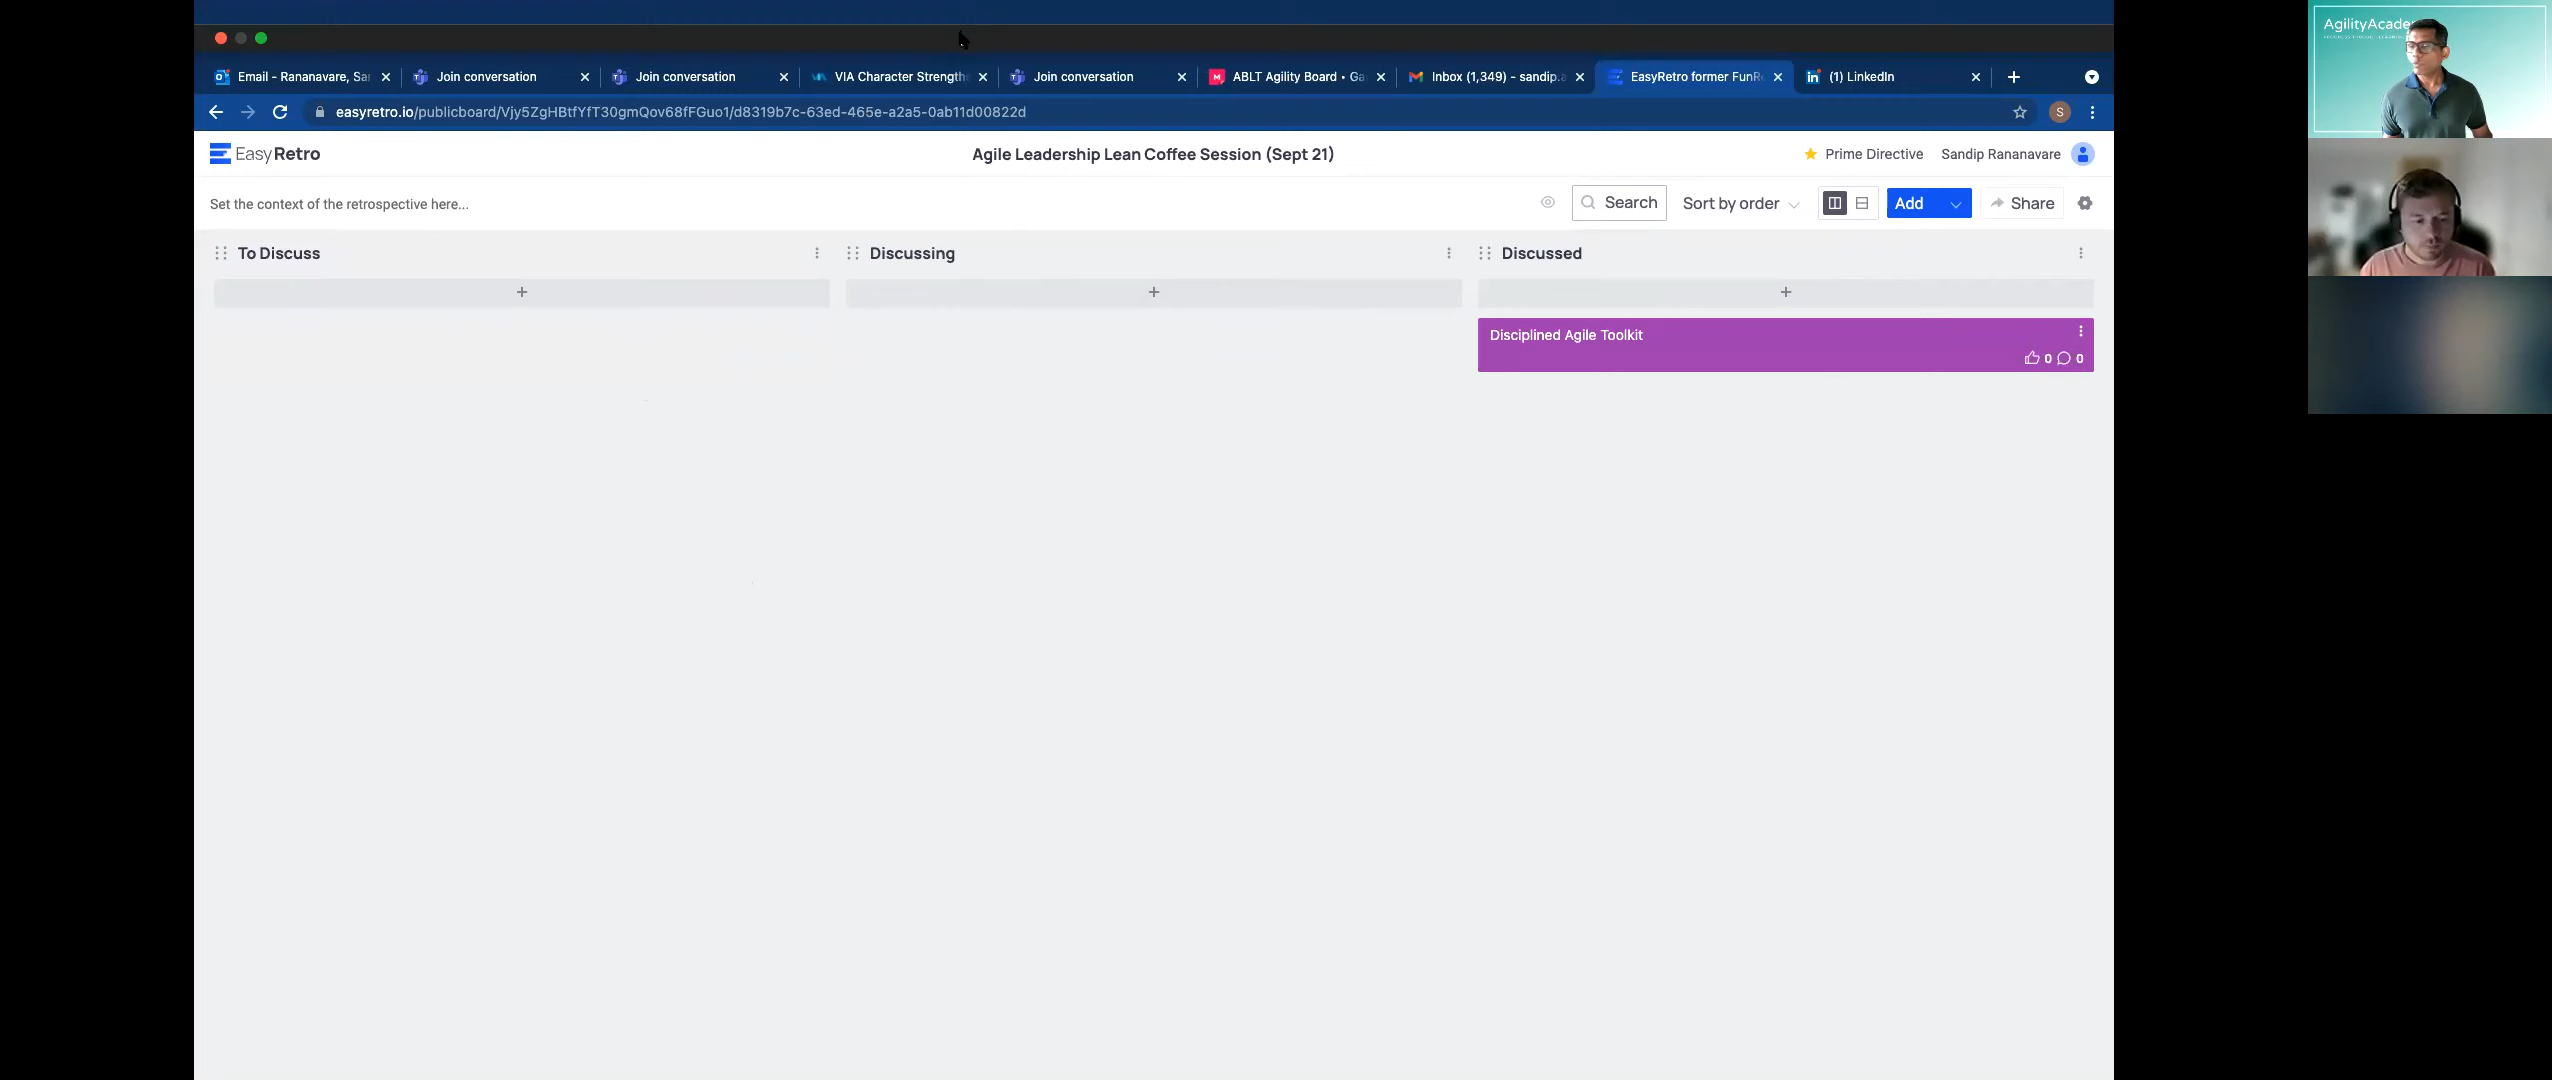 Email - Rananavare, Sa
Join conversation
Join conversation
VIA Character Strength
Join conversation
ABLT Agility Board • Ga
Inbox (1,349) - sandip.a
EasyRetro former FunR
(1) LinkedIn
easyretro.io/publicboard/Vjy5ZgHBtfYfT30gmQov68fFGuo1/d8319b7c-63ed-465e-a2a5-0ab11d00822d
S
EasyRetro
Agile Leadership Lean Coffee Session (Sept 21)
Prime Directive
Sandip Rananavare
Set the context of the retrospective here...
Search
Sort by order
Add
Share
To Discuss
Discussing
Discussed
+
+
+
Disciplined Agile Toolkit
0
0
AgilityAcade